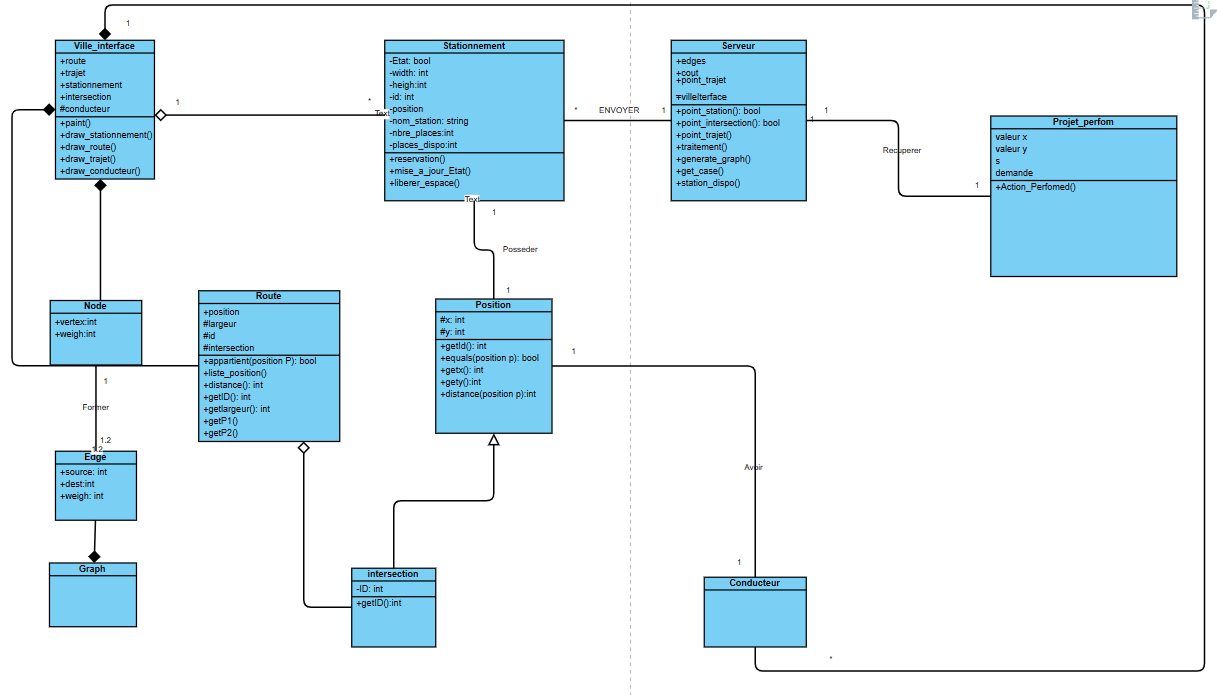 1
Ville_interface
+route
+trajet
+stationnement
+intersection
#conducteur
+paint()
+draw_stationnement()
+draw_route()
+draw_trajet()
+draw_conducteur()
1
*
Text
Stationnement
-Etat: bool
-width: int
-heigh:int
-id: int
-position
-nom_station: string
-nbre_places:int
-places_dispo:int
+reservation()
+mise_a_jour_Etat()
+liberer_espace()
Text
1
Posseder
1
*
ENVOYER
1
Serveur
+edges
+cout
+point_trajet
+villeIterface
+point_station(): bool
+point_intersection(): bool
+point_trajet()
+traitement()
+generate_graph()
+get_case()
+station_dispo()
1
1
Recuperer
1
Projet_perfom
valeur x
valeur y
s
demande
+Action_Perfomed()
Node
+vertex:int
+weigh:int
1
Former
1.2
1.2
Edge
+source: int
+dest:int
+weigh: int
Graph
Route
+position
#largeur
#id
#intersection
+appartient(position P): bool
+liste_position()
+distance(): int
+getID(): int
+getlargeur(): int
+getP1()
+getP2()
Position
#x: int
#y: int
+getId(): int
+equals(position p): bool
+getx(): int
+gety():int
+distance(position p):int
1
Avoir
1
intersection
-ID: int
+getID():int
Conducteur
*